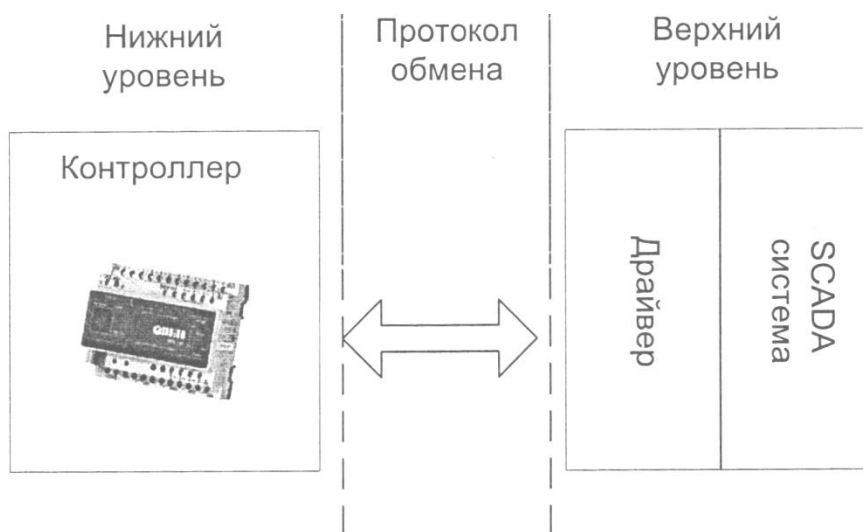 Нижний
уровень
Протокол
обмена
Верхний
уровень
Контроллер
Драйвер
SCADA
система